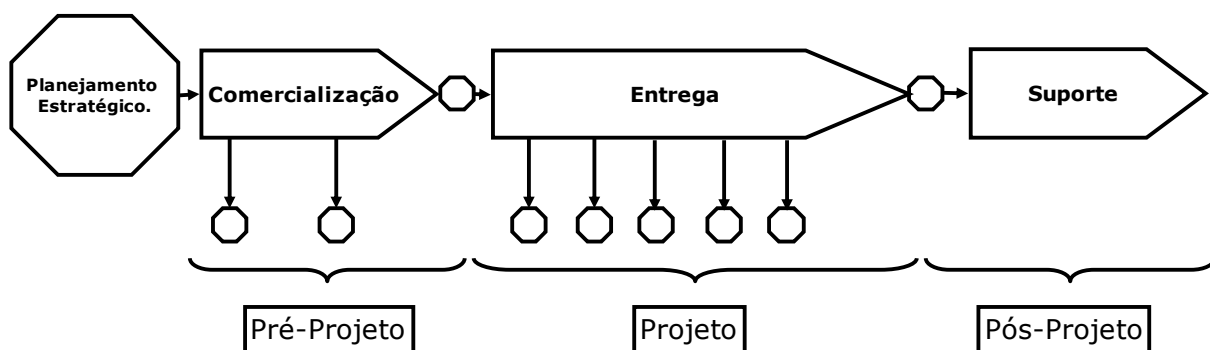 Planejamento
Estratégico.
Comercialização
Entrega
Suporte
Pré-Projeto
Projeto
Pós-Projeto